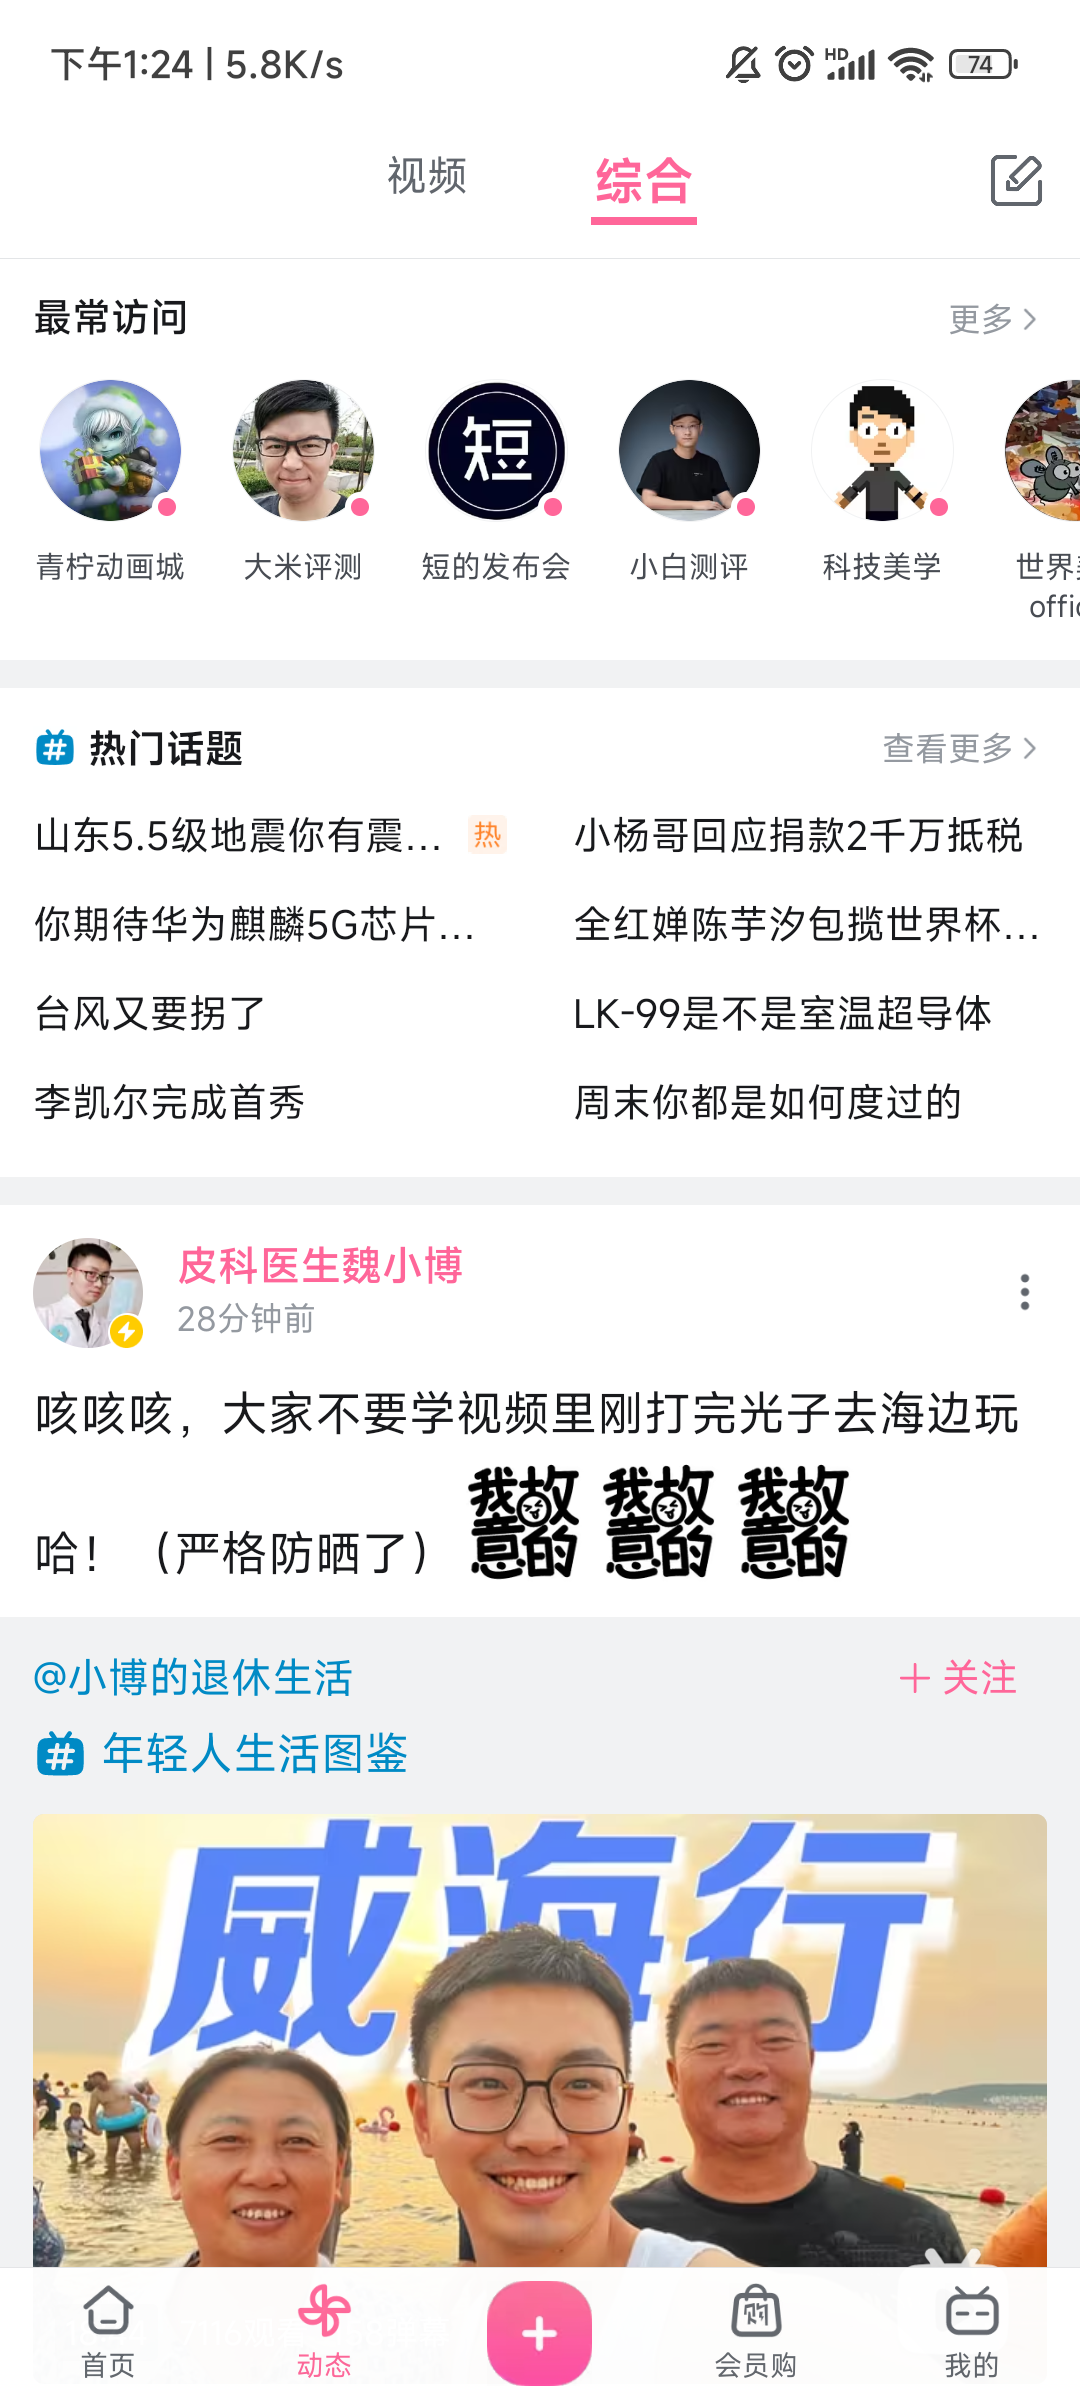 下午1:24 | 5.8K/s
HD
74
视频
综合
最常访问
更多
短
青柠动画城
大米评测
短的发布会
小白测评
科技美学
世界
offic
热门话题
查看更多
山东5.5级地震你有震...
热
小杨哥回应捐款2千万抵税
你期待华为麒麟5G芯片...
全红婵陈芋汐包揽世界杯...
台风又要拐了
LK-99是不是室温超导体
李凯尔完成首秀
周末你都是如何度过的
皮科医生魏小博
28分钟前
咳咳咳，大家不要学视频里刚打完光子去海边玩
哈！（严格防晒了）我故意的 我故意的 我故意的
@小博的退休生活
+ 关注
年轻人生活图鉴
威海行
首页
动态
会员购
我的